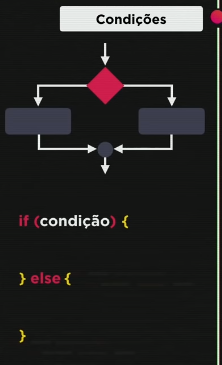 Condições
if (condição) {
} else {
}